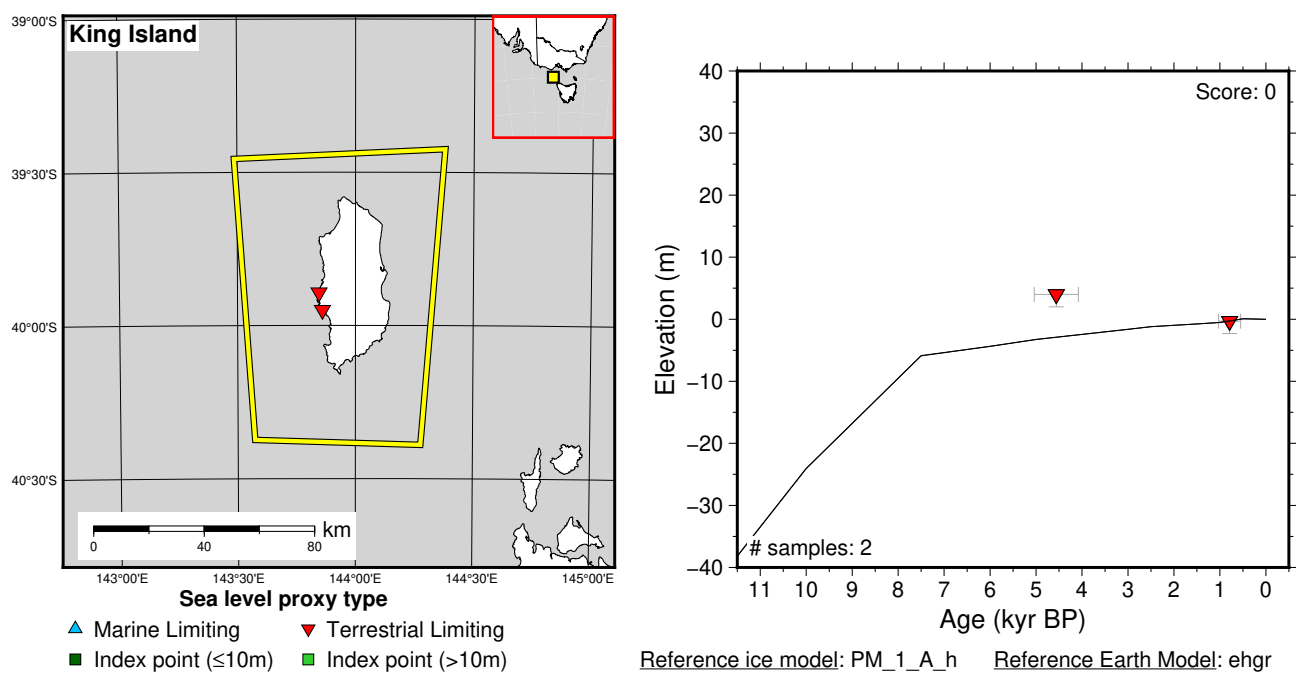 King Island
39°00'S
39°30'S
40°00'S
40°30'S
143°00'E
143°30'E
144°00'E
144°30'E
145°00'E
km
0
40
80
Sea level proxy type
Marine Limiting
Terrestrial Limiting
Index point (≤10m)
Index point (>10m)
Score: 0
Elevation (m)
40
30
20
10
0
−10
−20
−30
−40
# samples: 2
11 10 9 8 7 6 5 4 3 2 1 0
Age (kyr BP)
Reference ice model: PM_1_A_h
Reference Earth Model: ehgr